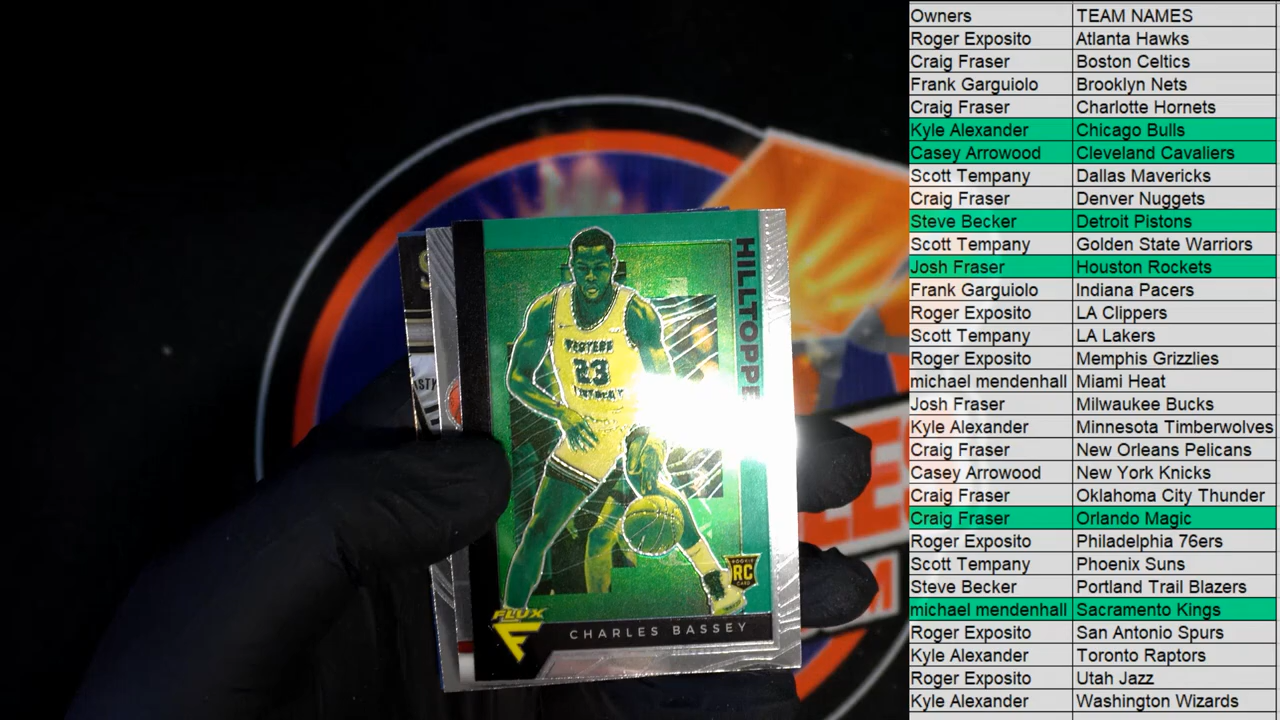 HILLTOPPE
WESTERN
23
KENTUCKY
RC
FLUX
CHARLES BASSEY
Owners TEAM NAMES
Roger Exposito Atlanta Hawks
Craig Fraser Boston Celtics
Frank Garguiolo Brooklyn Nets
Craig Fraser Charlotte Hornets
Kyle Alexander Chicago Bulls
Casey Arrowood Cleveland Cavaliers
Scott Tempany Dallas Mavericks
Craig Fraser Denver Nuggets
Steve Becker Detroit Pistons
Scott Tempany Golden State Warriors
Josh Fraser Houston Rockets
Frank Garguiolo Indiana Pacers
Roger Exposito LA Clippers
Scott Tempany LA Lakers
Roger Exposito Memphis Grizzlies
michael mendenhall Miami Heat
Josh Fraser Milwaukee Bucks
Kyle Alexander Minnesota Timberwolves
Craig Fraser New Orleans Pelicans
Casey Arrowood New York Knicks
Craig Fraser Oklahoma City Thunder
Craig Fraser Orlando Magic
Roger Exposito Philadelphia 76ers
Scott Tempany Phoenix Suns
Steve Becker Portland Trail Blazers
michael mendenhall Sacramento Kings
Roger Exposito San Antonio Spurs
Kyle Alexander Toronto Raptors
Roger Exposito Utah Jazz
Kyle Alexander Washington Wizards